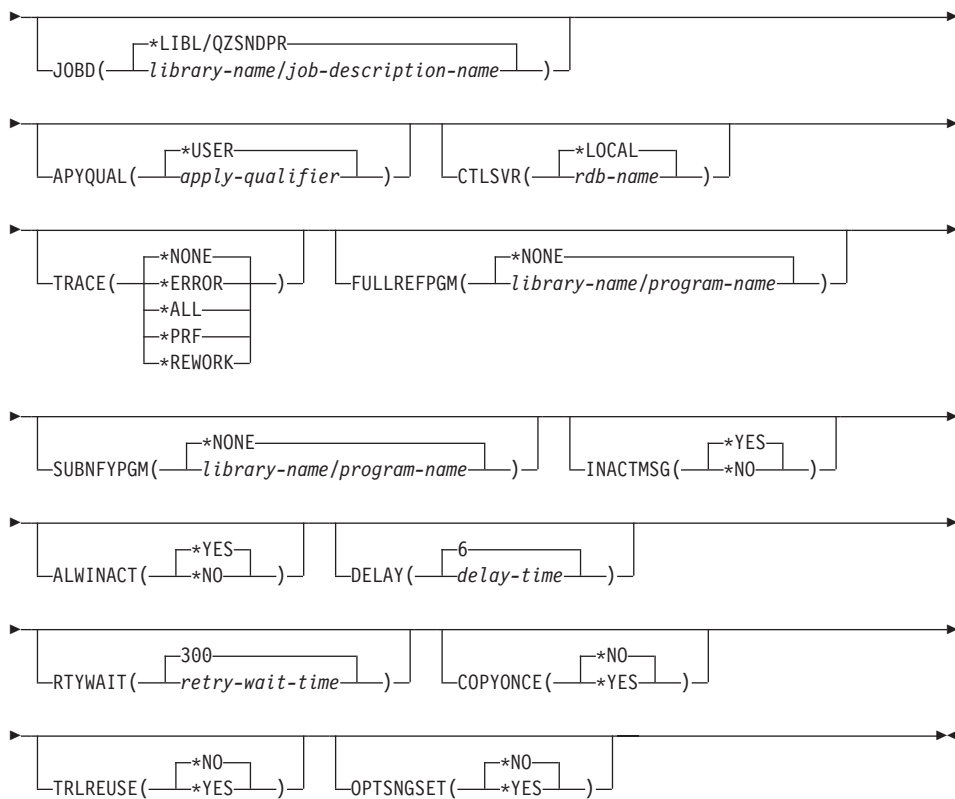 *LIBL/QZSNDPR
JOBD( library-name/job-description-name )
*USER *LOCAL
APYQUAL( apply-qualifier ) CTLSVR( rdb-name )
*NONE *NONE
TRACE( *ERROR ) FULLREFPGM( library-name/program-name )
*ALL
*PRF
*REWORK
*NONE *YES
SUBNFYPGM( library-name/program-name ) INACTMSG( *NO )
*YES 6
ALWINACT( *NO ) DELAY( delay-time )
300 *NO
RTYWAIT( retry-wait-time ) COPYONCE( *YES )
*NO *NO
TRLREUSE( *YES ) OPTSNGSET( *YES )